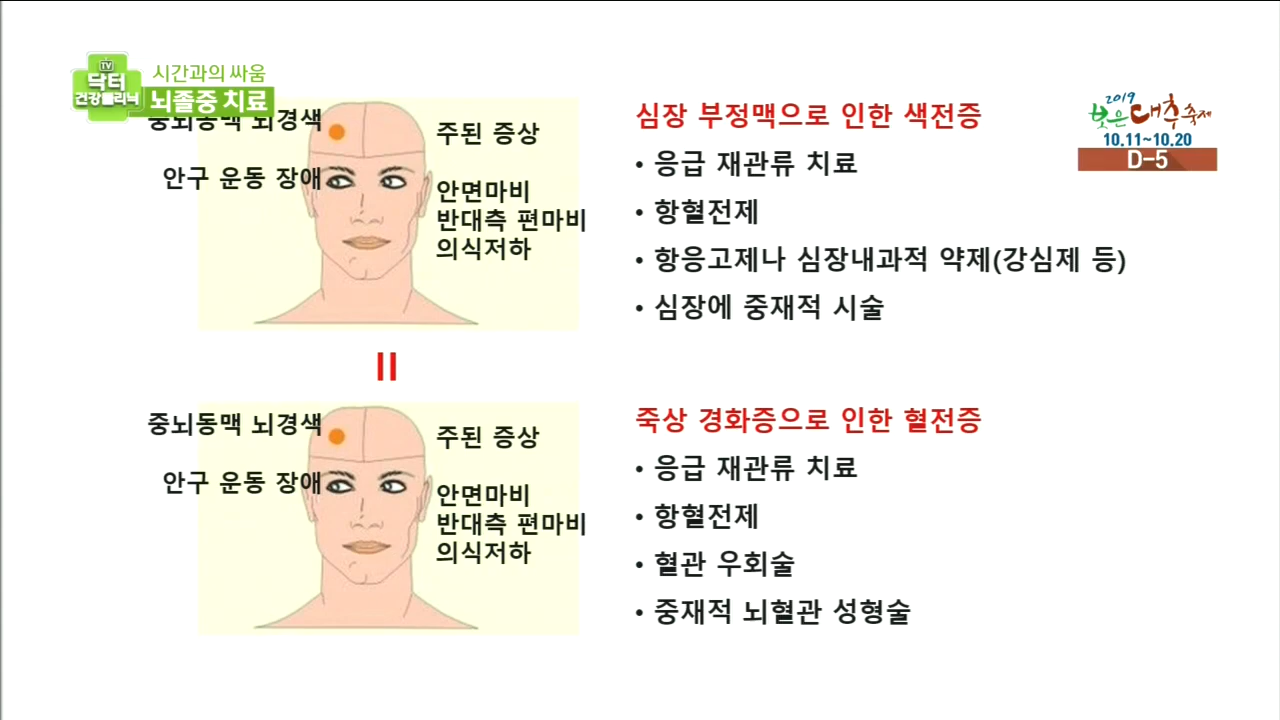 TV
닥터
건강클리닉
시간과의 싸움
뇌졸중 치료
중뇌동맥 뇌경색
안구 운동 장애
주된 증상
안면마비
반대측 편마비
의식저하
심장 부정맥으로 인한 색전증
• 응급 재관류 치료
• 항혈전제
• 항응고제나 심장내과적 약제(강심제 등)
• 심장에 중재적 시술
2019
보은대추축제
10.11~10.20
D-5
=
중뇌동맥 뇌경색
안구 운동 장애
주된 증상
안면마비
반대측 편마비
의식저하
죽상 경화증으로 인한 혈전증
• 응급 재관류 치료
• 항혈전제
• 혈관 우회술
• 중재적 뇌혈관 성형술